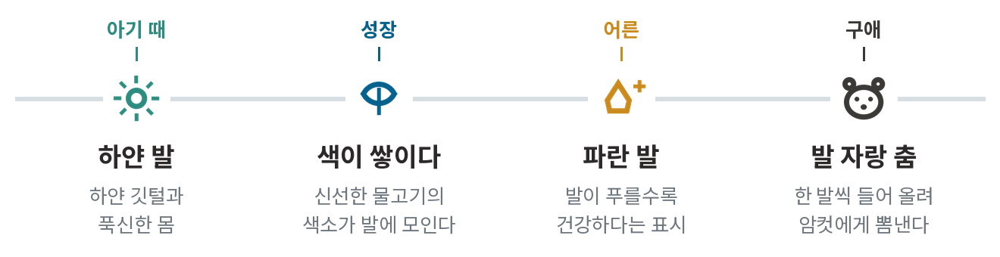 아기 때
성장
어른
구애
하얀 발
색이 쌓이다
파란 발
발 자랑 춤
하얀 깃털과
푹신한 몸
신선한 물고기의
색소가 발에 모인다
발이 푸를수록
건강하다는 표시
한 발씩 들어 올려
암컷에게 뽐낸다